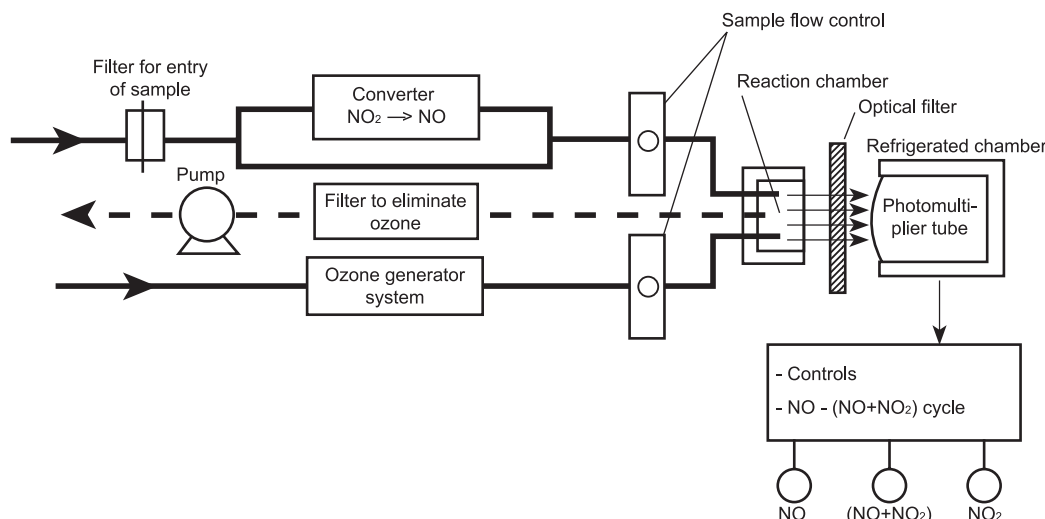 Sample flow control
Filter for entry
of sample
Converter
NO₂ → NO
Reaction chamber
Optical filter
Refrigerated chamber
Pump
Filter to eliminate
ozone
Photomulti-
plier tube
Ozone generator
system
- Controls
- NO - (NO+NO₂) cycle
NO
(NO+NO₂)
NO₂